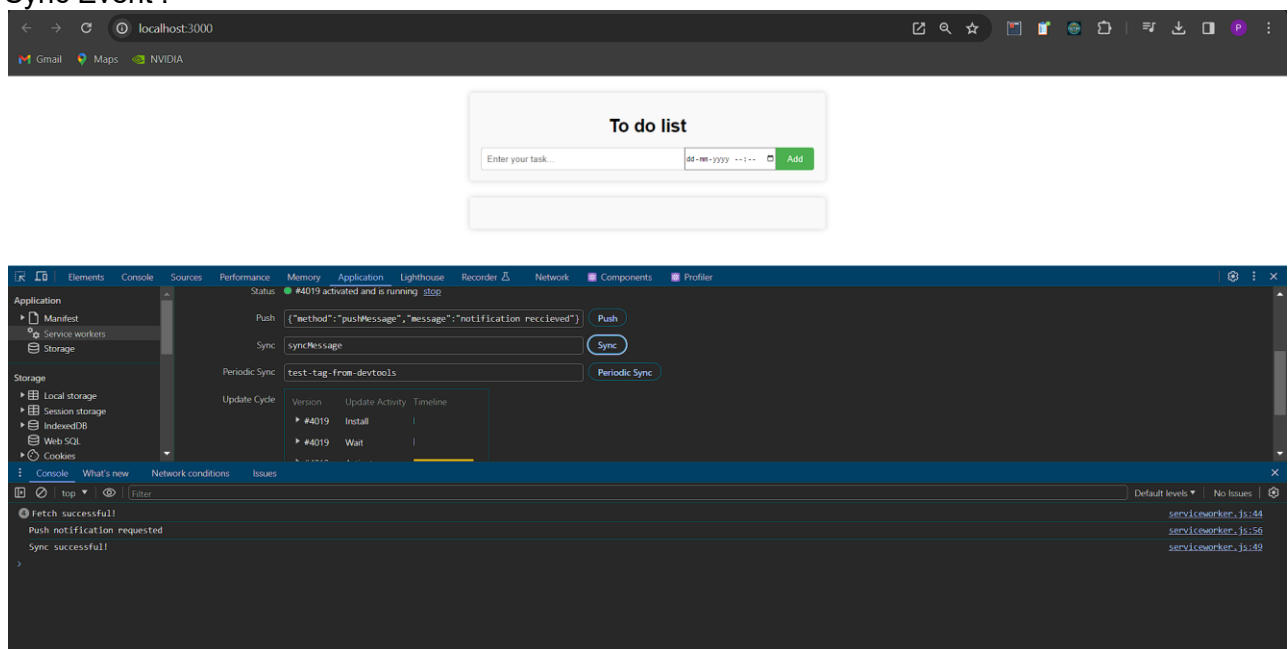 Sync Event :
localhost:3000
P
Gmail Maps NVIDIA
To do list
Enter your task... dd-mm-yyyy --:-- Add
Elements Console Sources Performance Memory Application Lighthouse Recorder Network Components Profiler
Application
Manifest
Service workers
Storage
Storage
Local storage
Session storage
IndexedDB
Web SQL
Cookies
Status #4019 activated and is running stop
Push {"method":"pushMessage","message":"notification reccieved"} Push
Sync syncMessage Sync
Periodic Sync test-tag-from-devtools Periodic Sync
Update Cycle Version Update Activity Timeline
#4019 Install
#4019 Wait
Console What's new Network conditions Issues
top Filter Default levels No Issues
4 Fetch successful! serviceworker.js:44
Push notification requested serviceworker.js:56
Sync successful! serviceworker.js:49